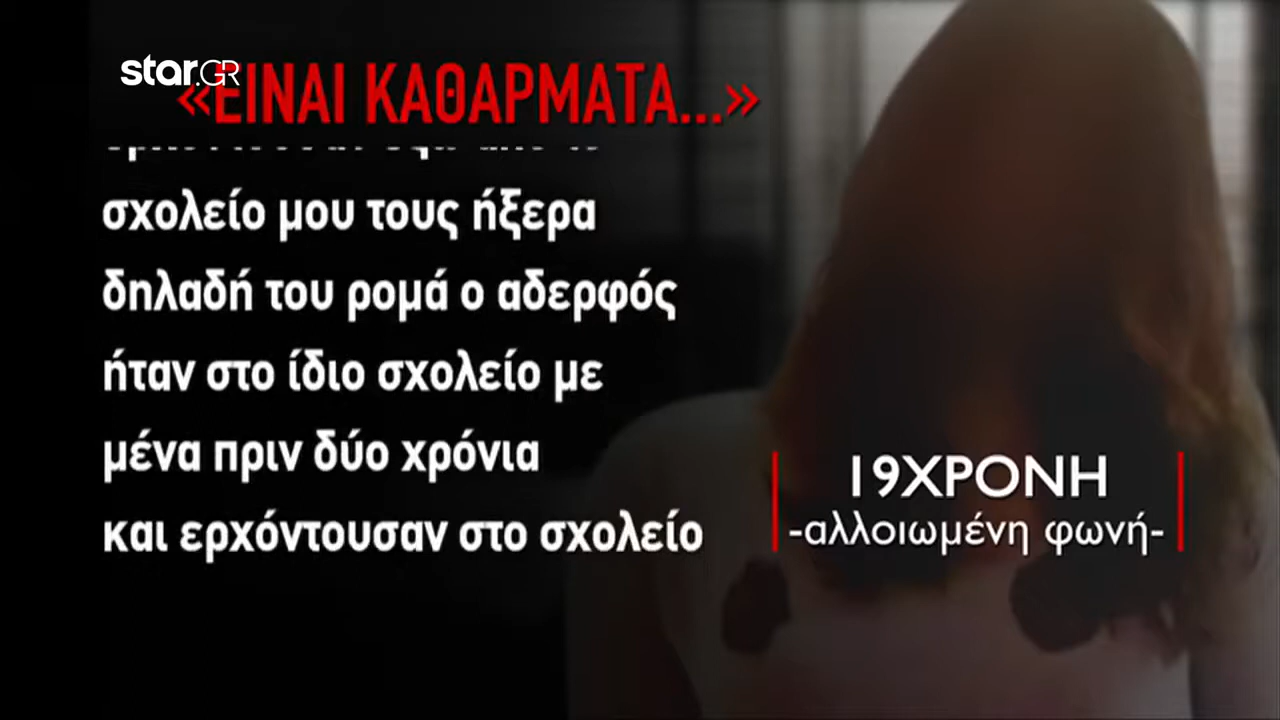 star.GR
«ΕΙΝΑΙ ΚΑΘΑΡΜΑΤΑ...»
σχολείο μου τους ήξερα
δηλαδή του ρομά ο αδερφός
ήταν στο ίδιο σχολείο με
μένα πριν δύο χρόνια
και ερχόντουσαν στο σχολείο
19ΧΡΟΝΗ
-αλλοιωμένη φωνή-